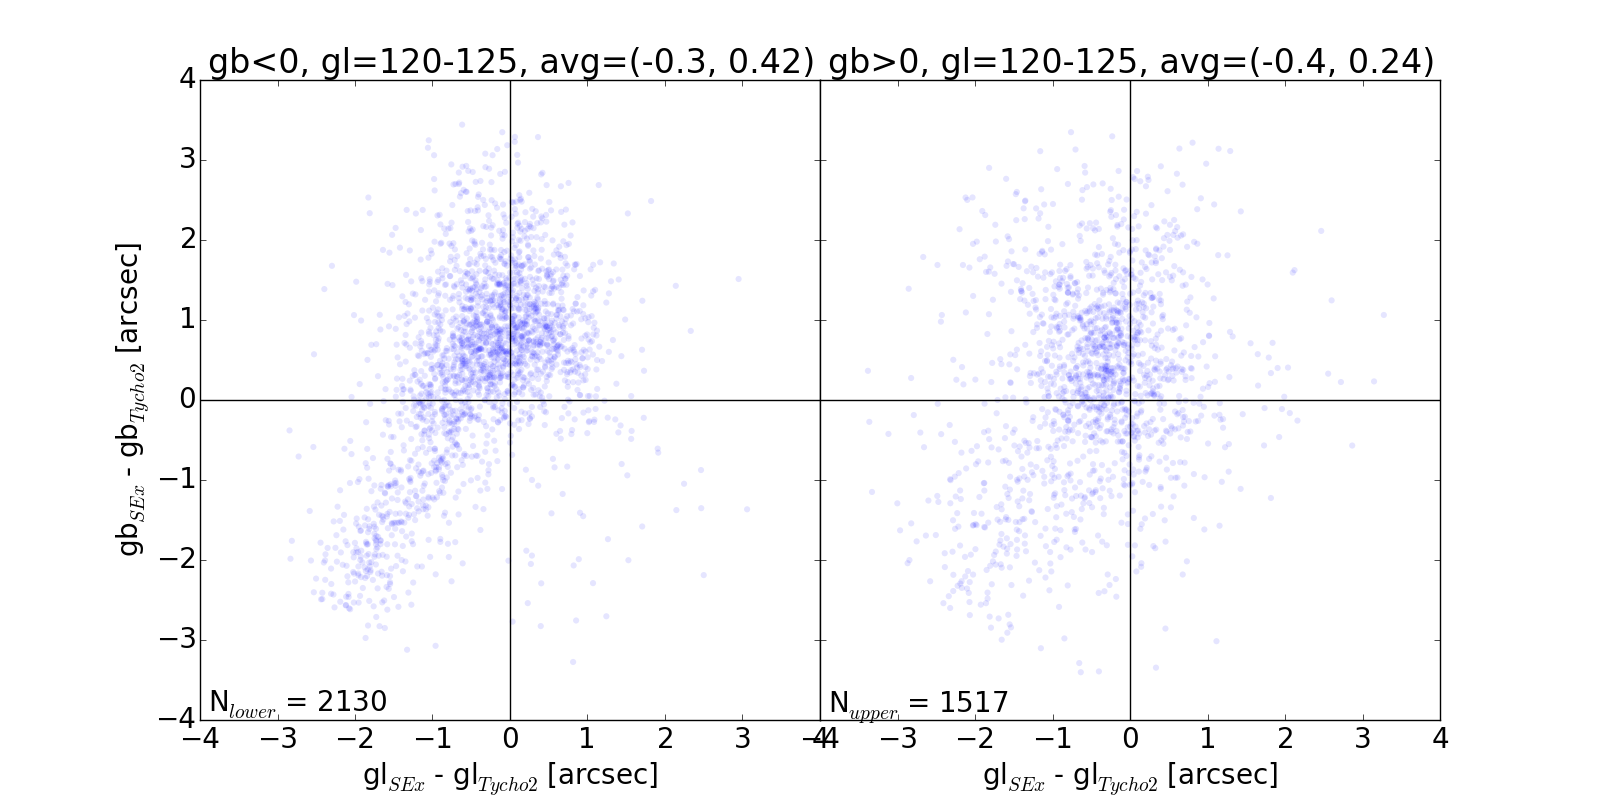 gb<0, gl=120-125, avg=(-0.3, 0.42) gb>0, gl=120-125, avg=(-0.4, 0.24)
4
3
2
1
0
−1
−2
−3
−4
gb_SEx - gb_Tycho2 [arcsec]
N_lower = 2130
N_upper = 1517
−4 −3 −2 −1 0 1 2 3 4
−4 −3 −2 −1 0 1 2 3 4
gl_SEx - gl_Tycho2 [arcsec]
gl_SEx - gl_Tycho2 [arcsec]